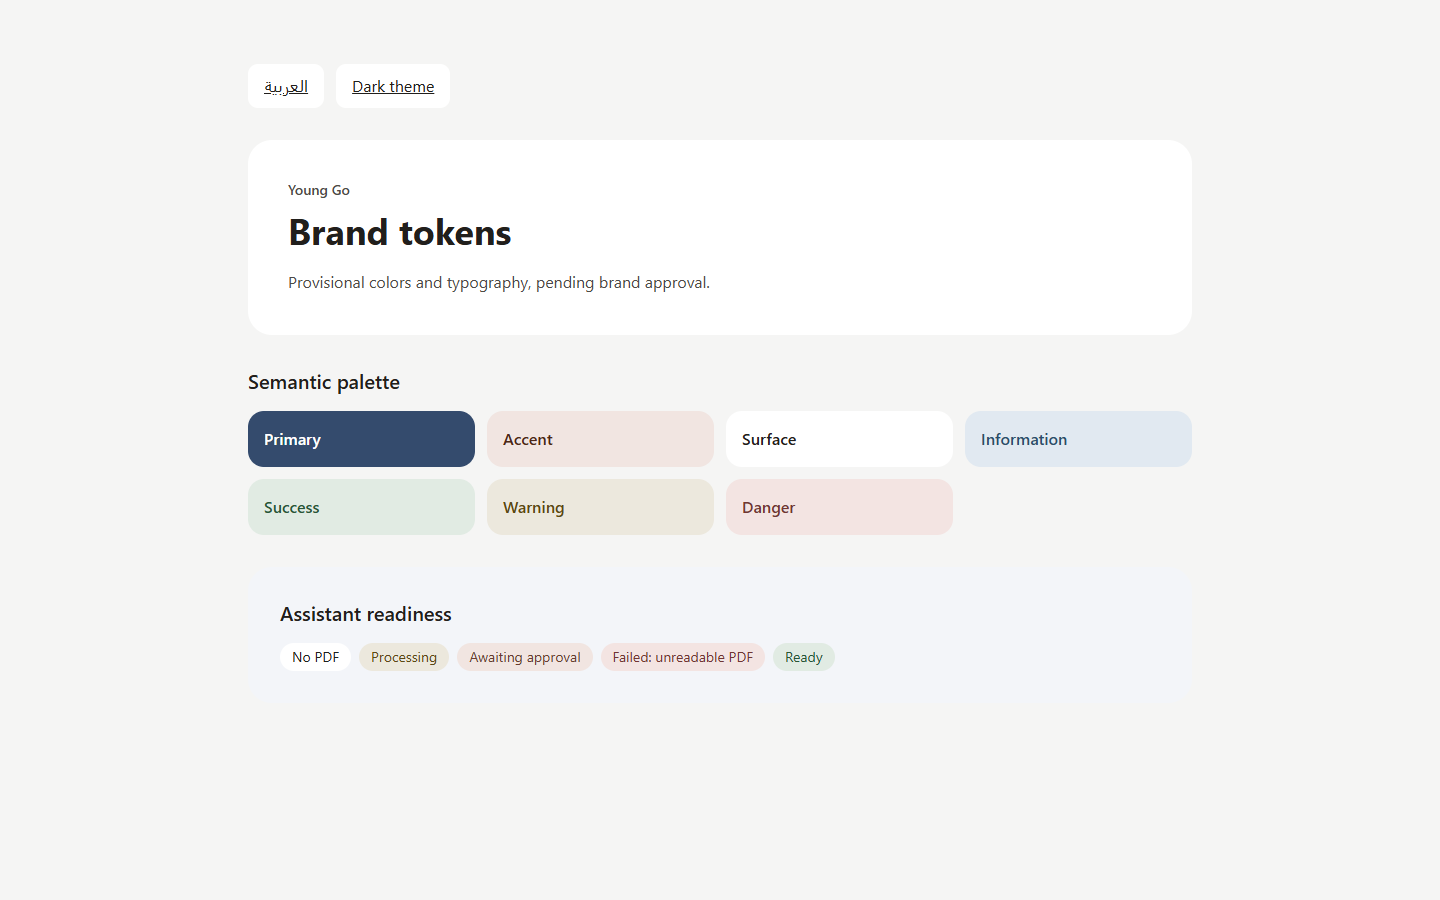 العربية
Dark theme
Young Go
Brand tokens
Provisional colors and typography, pending brand approval.
Semantic palette
Primary
Accent
Surface
Information
Success
Warning
Danger
Assistant readiness
No PDF
Processing
Awaiting approval
Failed: unreadable PDF
Ready